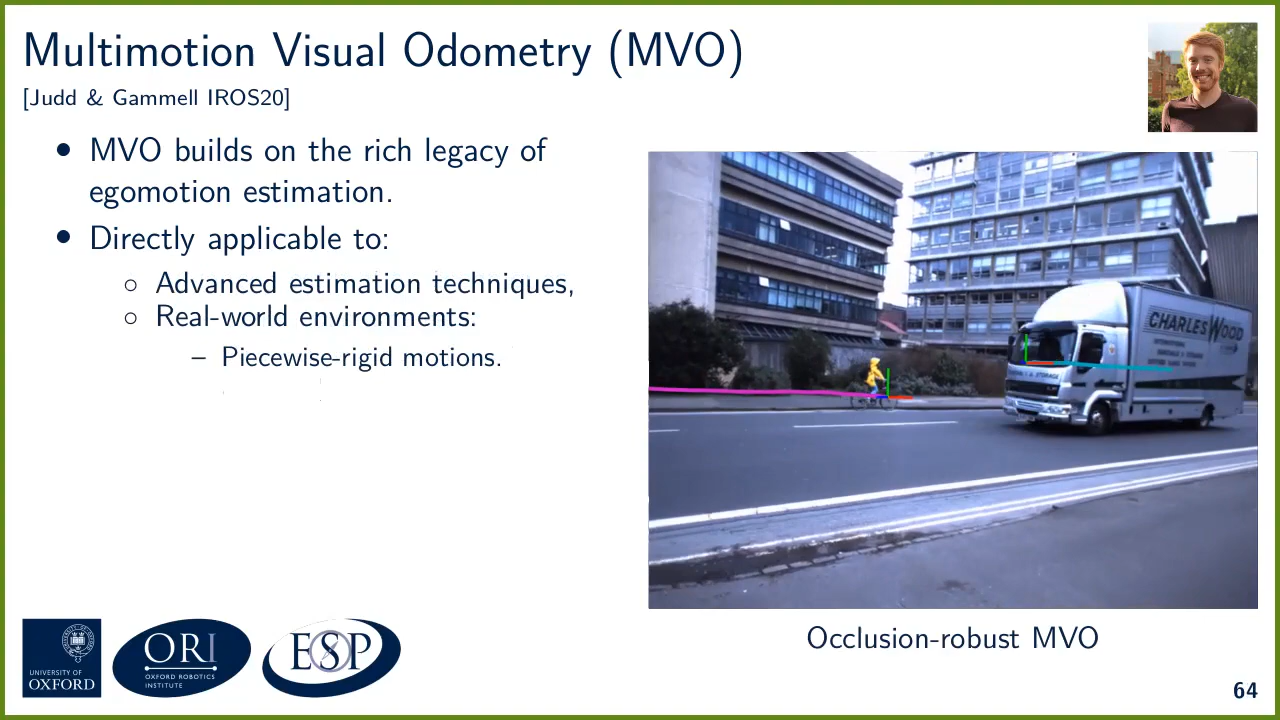 Multimotion Visual Odometry (MVO)
[Judd & Gammell IROS20]
• MVO builds on the rich legacy of
egomotion estimation.
• Directly applicable to:
○ Advanced estimation techniques,
○ Real-world environments:
– Piecewise-rigid motions.
CHARLES WOOD
Occlusion-robust MVO
UNIVERSITY OF
OXFORD
ORI
OXFORD ROBOTICS
INSTITUTE
ESP
64